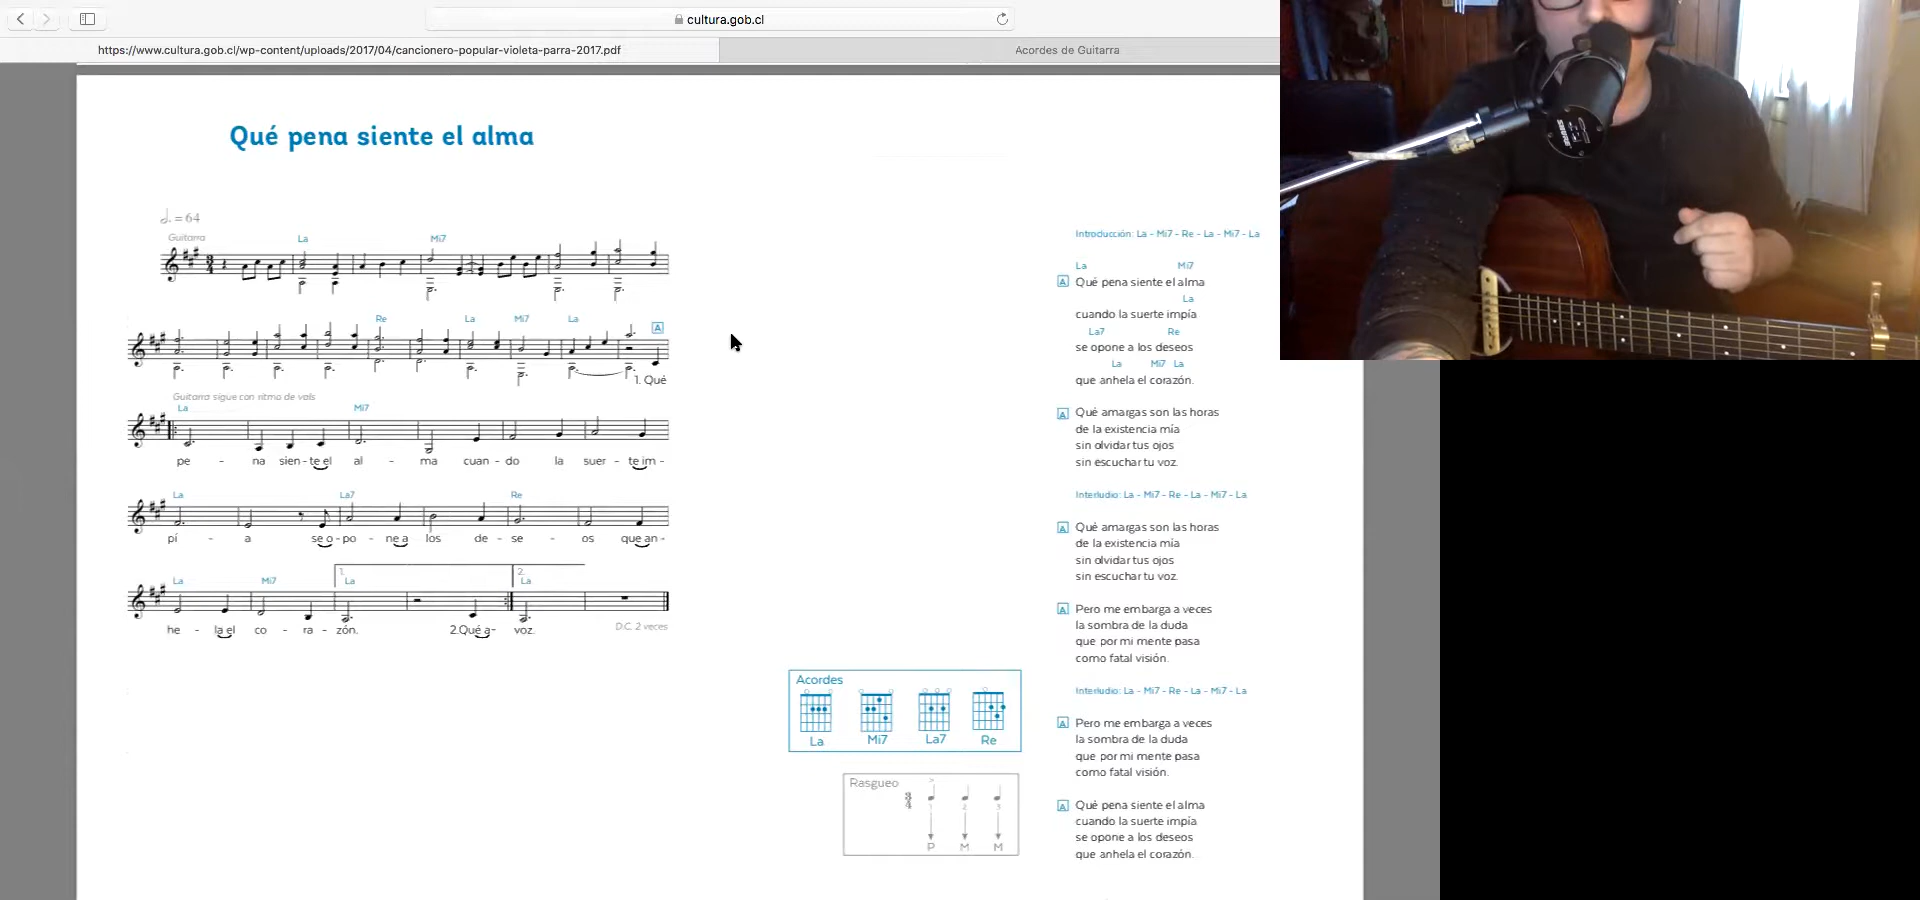 cultura.gob.cl
https://www.cultura.gob.cl/wp-content/uploads/2017/04/cancionero-popular-violeta-parra-2017.pdf
Acordes de Guitarra
Qué pena siente el alma
= 64
Guitarra
La Mi7
3/4
Re La Mi7 La A
1. Qué
Guitarra sigue con ritmo de vals
La Mi7
pe - na sien - te el al - ma cuan - do la suer - te im -
La La7 Re
pí - a se o - po - ne a los de - se - os que an -
1. 2.
La Mi7 La La
he - la el co - ra - zón. 2.Qué a- voz.
D.C. 2 veces
Acordes
La Mi7 La7 Re
Rasgueo
>
3/4
1 2 3
P M M
Introducción: La - Mi7 - Re - La - Mi7 - La
La Mi7
A Qué pena siente el alma
La
cuando la suerte impía
La7 Re
se opone a los deseos
La Mi7 La
que anhela el corazón.
A Qué amargas son las horas
de la existencia mía
sin olvidar tus ojos
sin escuchar tu voz.
Interludio: La - Mi7 - Re - La - Mi7 - La
A Qué amargas son las horas
de la existencia mía
sin olvidar tus ojos
sin escuchar tu voz.
A Pero me embarga a veces
la sombra de la duda
que por mi mente pasa
como fatal visión.
Interludio: La - Mi7 - Re - La - Mi7 - La
A Pero me embarga a veces
la sombra de la duda
que por mi mente pasa
como fatal visión.
A Qué pena siente el alma
cuando la suerte impía
se opone a los deseos
que anhela el corazón.